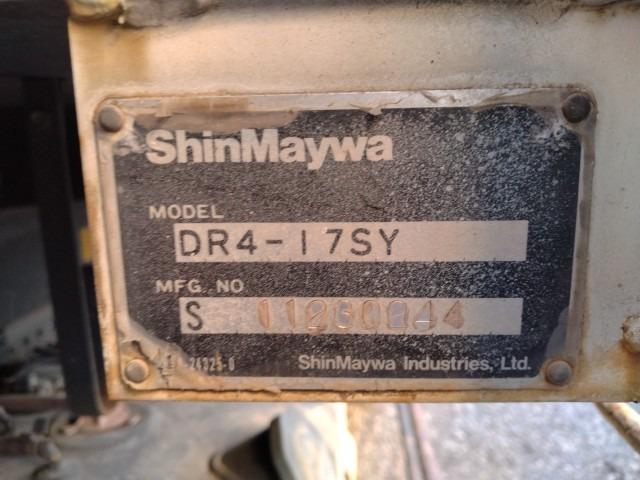 ShinMaywa
MODEL
DR4-17SY
MFG. NO
S
ShinMaywa Industries, Ltd.